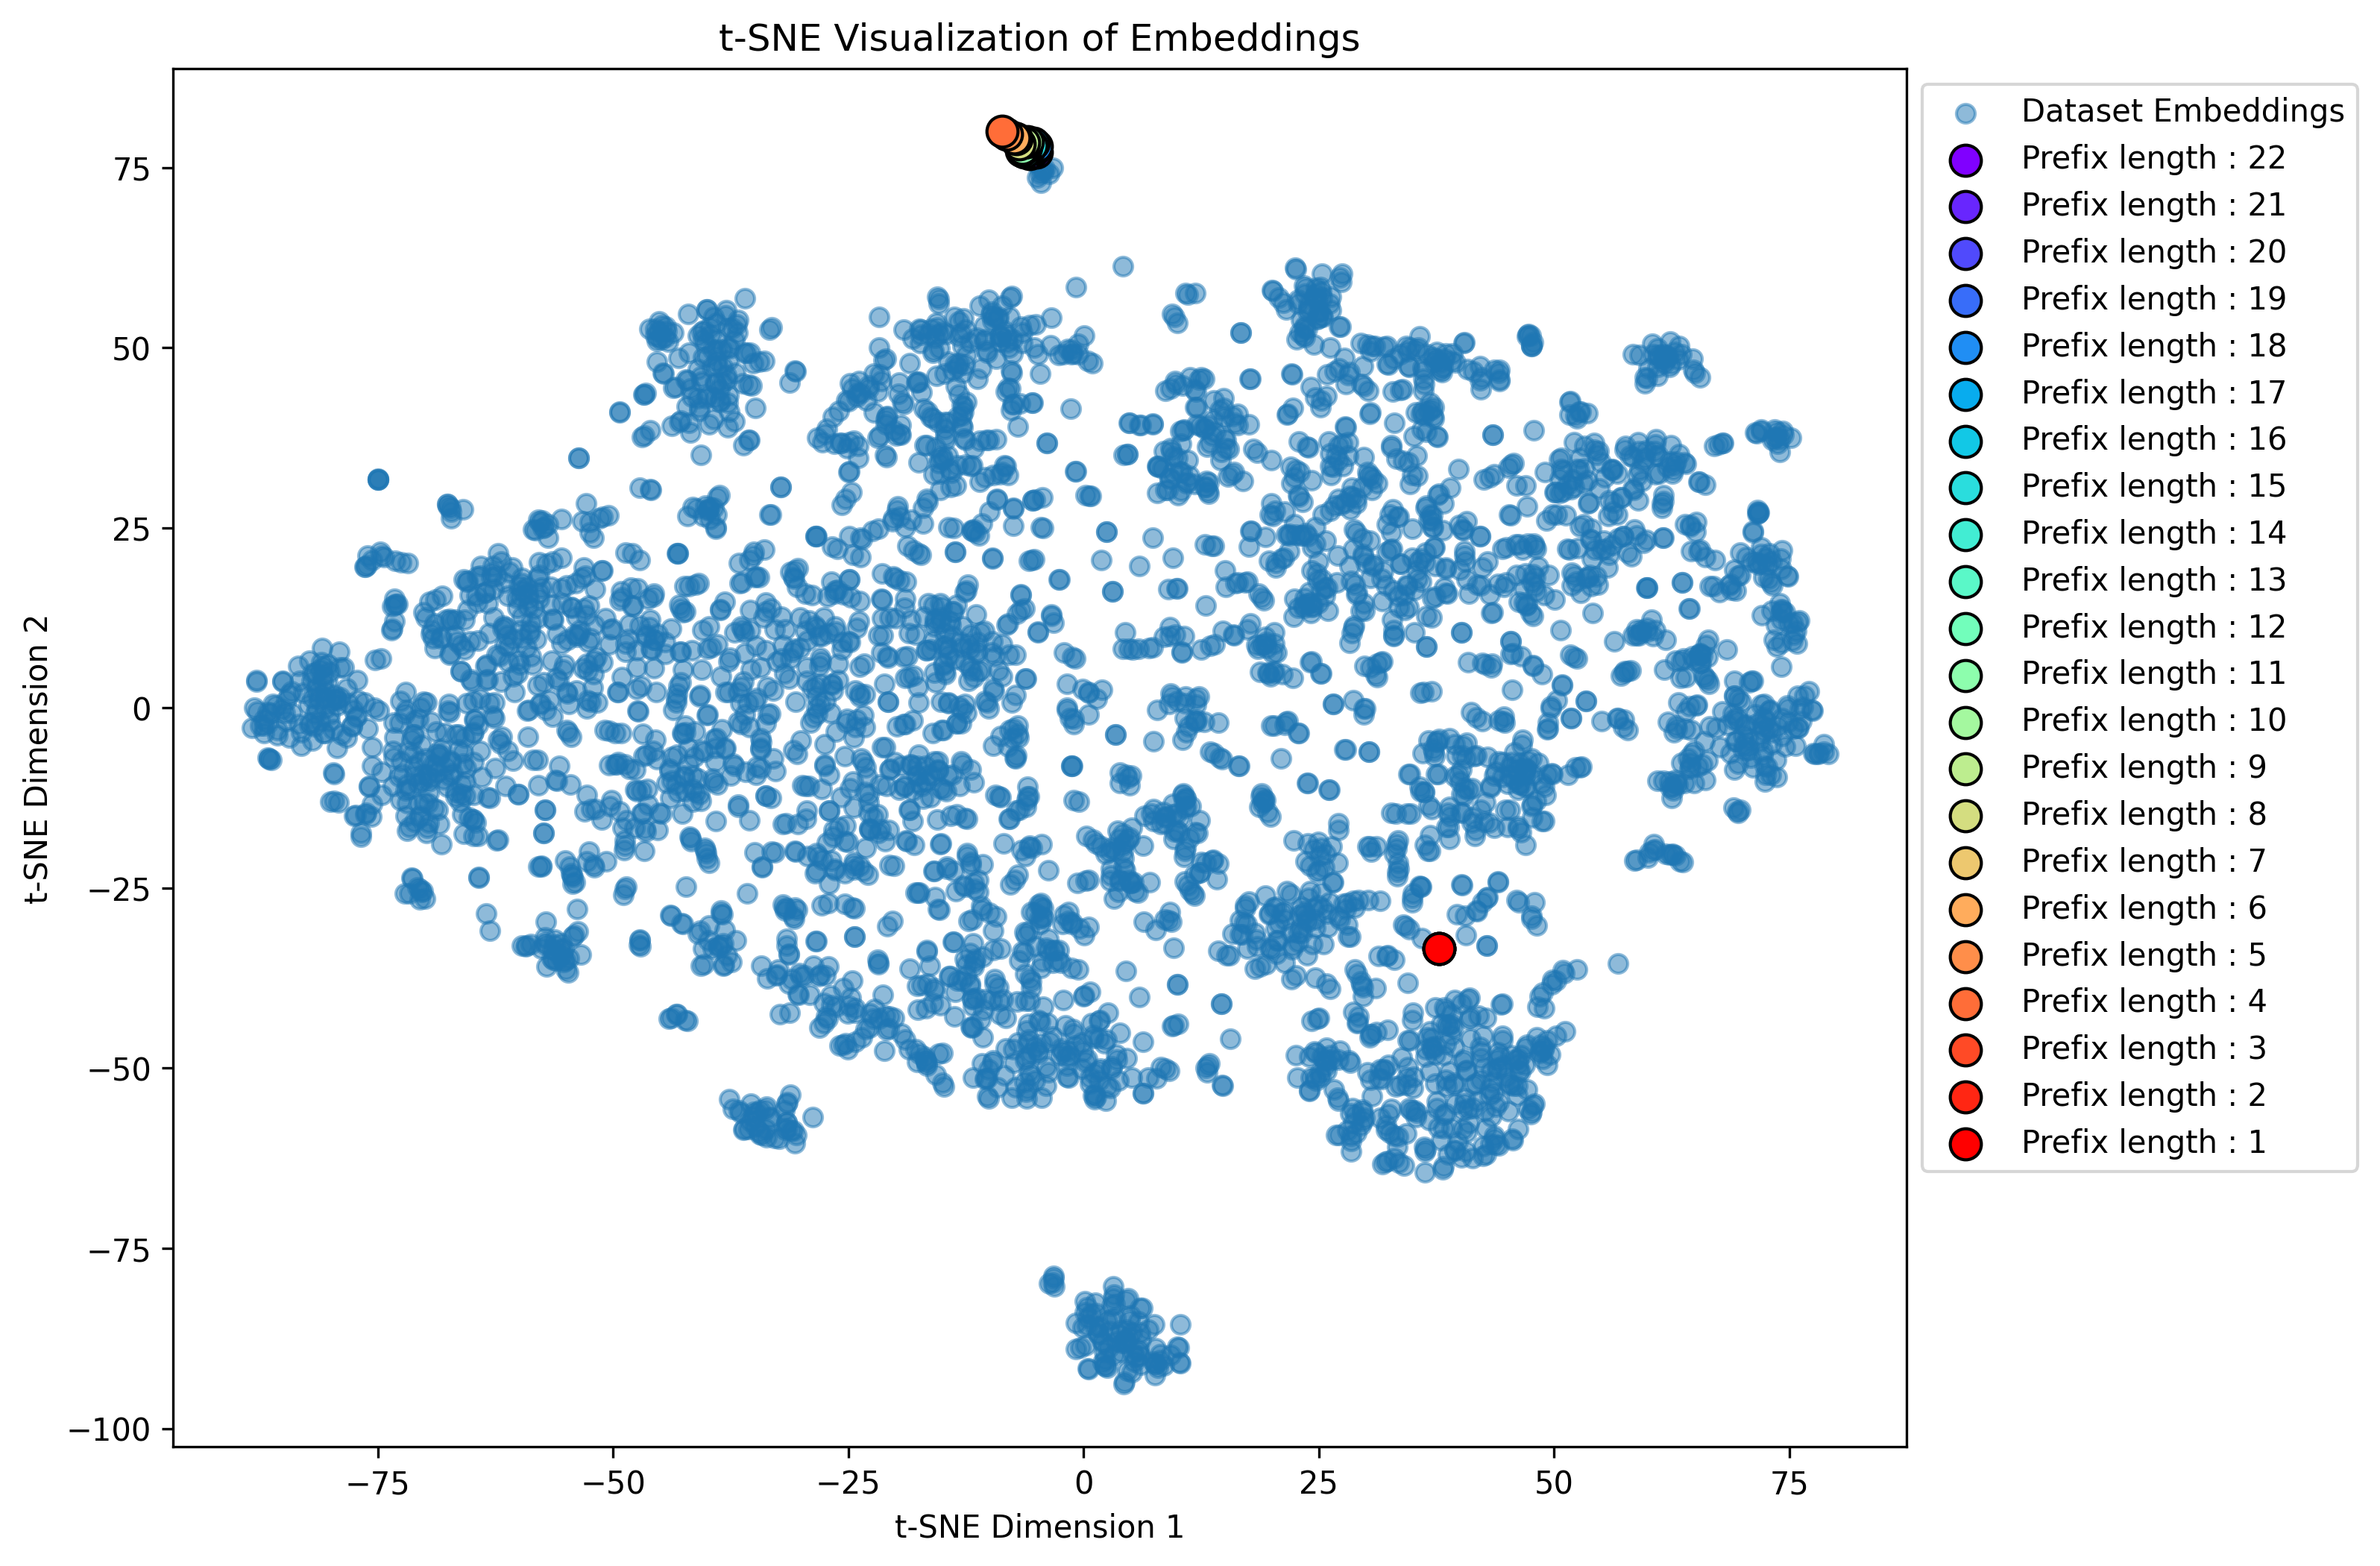 t-SNE Visualization of Embeddings
Dataset Embeddings
Prefix length : 22
Prefix length : 21
Prefix length : 20
Prefix length : 19
Prefix length : 18
Prefix length : 17
Prefix length : 16
Prefix length : 15
Prefix length : 14
Prefix length : 13
Prefix length : 12
Prefix length : 11
Prefix length : 10
Prefix length : 9
Prefix length : 8
Prefix length : 7
Prefix length : 6
Prefix length : 5
Prefix length : 4
Prefix length : 3
Prefix length : 2
Prefix length : 1
t-SNE Dimension 2
75
50
25
0
−25
−50
−75
−100
−75 −50 −25 0 25 50 75
t-SNE Dimension 1